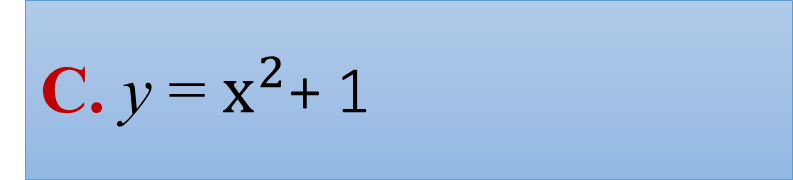 C. y = x²+ 1